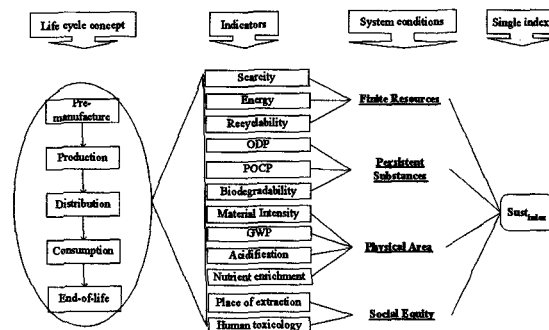 Life cycle concept
Indicators
System conditions
Single index
Pre-
manufacture
Production
Distribution
Consumption
End-of-life
Scarcity
Energy
Recyclability
ODP
POCP
Biodegradability
Material Intensity
GWP
Acidification
Nutrient enrichment
Place of extraction
Human toxicology
Finite Resources
Persistent
Substances
Physical Area
Social Equity
Sust_index